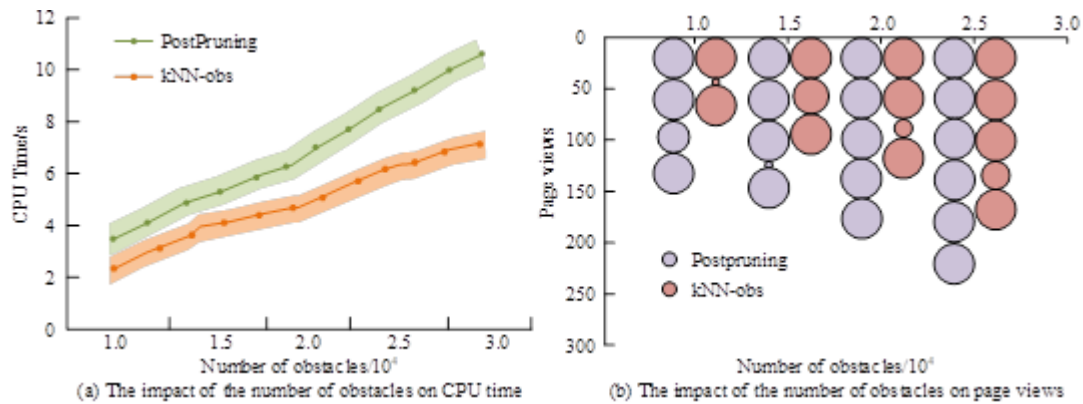 12
10
8
6
4
2
0
CPU Time/s
PostPruning
kNN-obs
1.0 1.5 2.0 2.5 3.0
Number of obstacles/10⁴
(a) The impact of the number of obstacles on CPU time
1.0 1.5 2.0 2.5 3.0
0
50
100
150
200
250
300
Page views
Postpruning
kNN-obs
Number of obstacles/10⁴
(b) The impact of the number of obstacles on page views